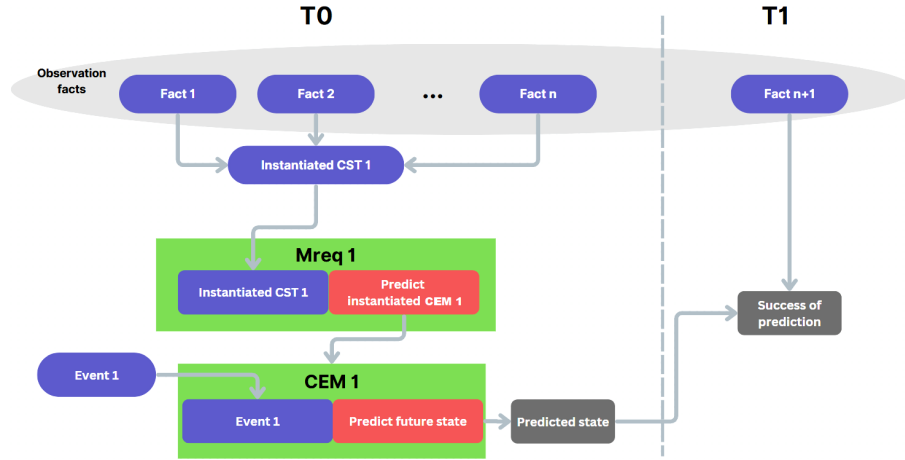 T0
T1
Observation
facts
Fact 1
Fact 2
...
Fact n
Fact n+1
Instantiated CST 1
Mreq 1
Instantiated CST 1
Predict
instantiated CEM 1
Success of
prediction
Event 1
CEM 1
Event 1
Predict future state
Predicted state